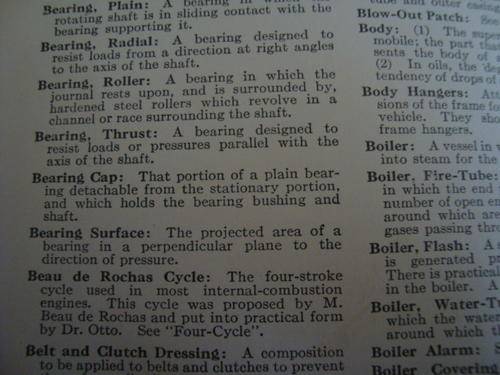 Bearing, Plain: A bearing in which
rotating shaft is in sliding contact with the
bearing supporting it.
Bearing, Radial: A bearing designed to
resist loads from a direction at right angles
to the axis of the shaft.
Bearing, Roller: A bearing in which the
journal rests upon, and is surrounded by,
hardened steel rollers which revolve in a
channel or race surrounding the shaft.
Bearing, Thrust: A bearing designed to
resist loads or pressures parallel with the
axis of the shaft.
Bearing Cap: That portion of a plain bear-
ing detachable from the stationary portion,
and which holds the bearing bushing and
shaft.
Bearing Surface: The projected area of a
bearing in a perpendicular plane to the
direction of pressure.
Beau de Rochas Cycle: The four-stroke
cycle used in most internal-combustion
engines. This cycle was proposed by M.
Beau de Rochas and put into practical form
by Dr. Otto. See "Four-Cycle".
Belt and Clutch Dressing: A composition
to be applied to belts and clutches to prevent
tube and outer
Blow-Out Patch: See
Body: (1) The
mobile; the part
sents the body of
(2) In oils, the
tendency of drops of
Body Hangers:
sions of the frame
vehicle. They
frame hangers.
Boiler: A vessel in
into steam for the
Boiler, Fire-Tube:
in which the end
number of open
around which are
gases passing
Boiler, Flash: A
is generated
There is
in the boiler. A
Boiler,
which the water
around which
Boiler Alarm:
Boiler Covering